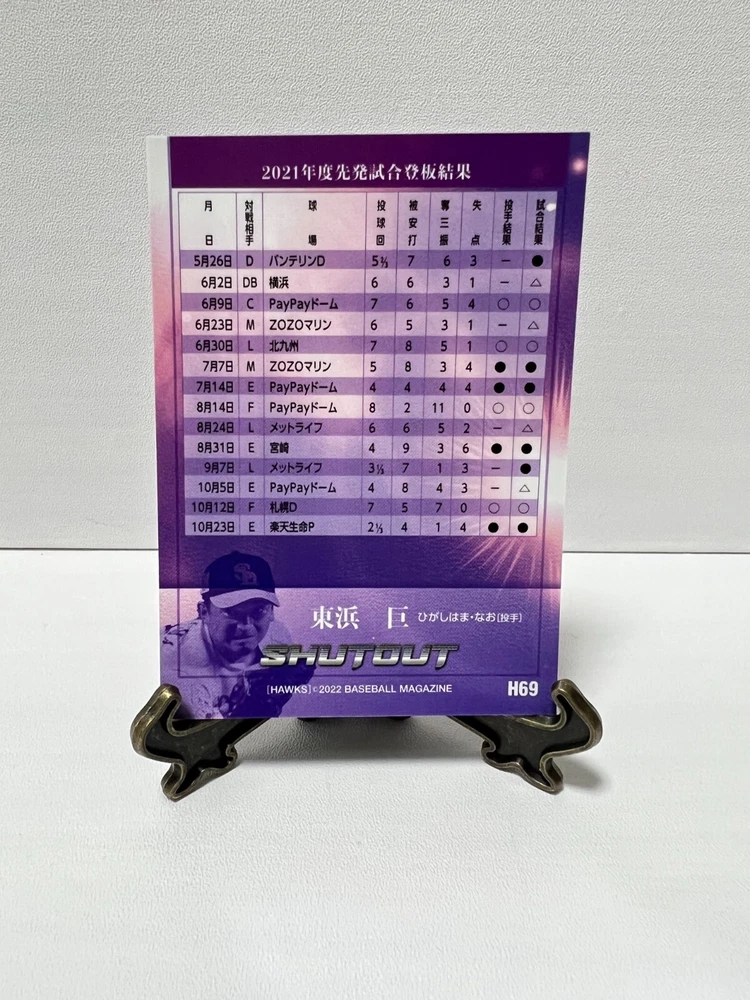 2021年度先発試合登板結果
月日 対戦相手 球場 投球回 被安打 奪三振 失点 投手結果 試合結果
5月26日 D バンテリンD 5⅔ 7 6 3 － ●
6月2日 DB 横浜 6 6 3 1 － △
6月9日 C PayPayドーム 7 6 5 4 ○ ○
6月23日 M ZOZOマリン 6 5 3 1 － △
6月30日 L 北九州 7 8 5 1 ○ ○
7月7日 M ZOZOマリン 5 8 3 4 ● ●
7月14日 E PayPayドーム 4 4 4 4 ● ●
8月14日 F PayPayドーム 8 2 11 0 ○ ○
8月24日 L メットライフ 6 6 5 2 － △
8月31日 E 宮崎 4 9 3 6 ● ●
9月7日 L メットライフ 3⅓ 7 1 3 － ●
10月5日 E PayPayドーム 4 8 4 3 － △
10月12日 F 札幌D 7 5 7 0 ○ ○
10月23日 E 楽天生命P 2⅓ 4 1 4 ● ●
東浜 巨 ひがしはま・なお[投手]
SHUTOUT
[HAWKS]©2022 BASEBALL MAGAZINE H69